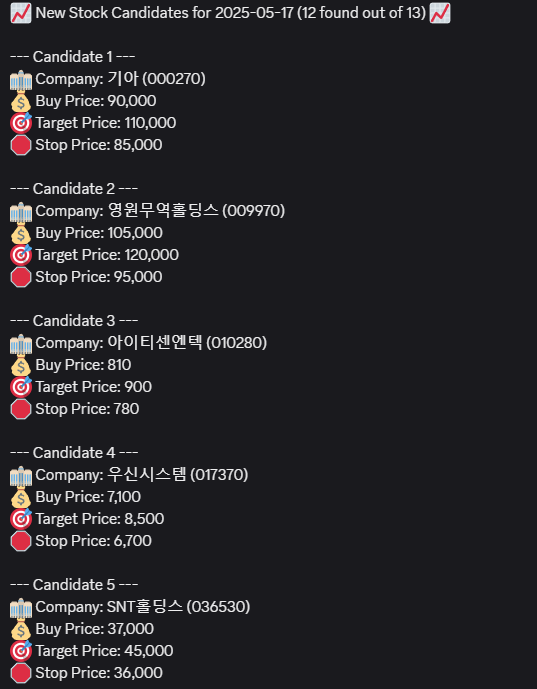 📈 New Stock Candidates for 2025-05-17 (12 found out of 13) 📈
--- Candidate 1 ---
🏦 Company: 기아 (000270)
💰 Buy Price: 90,000
🎯 Target Price: 110,000
🛑 Stop Price: 85,000
--- Candidate 2 ---
🏦 Company: 영원무역홀딩스 (009970)
💰 Buy Price: 105,000
🎯 Target Price: 120,000
🛑 Stop Price: 95,000
--- Candidate 3 ---
🏦 Company: 아이티센엔텍 (010280)
💰 Buy Price: 810
🎯 Target Price: 900
🛑 Stop Price: 780
--- Candidate 4 ---
🏦 Company: 우신시스템 (017370)
💰 Buy Price: 7,100
🎯 Target Price: 8,500
🛑 Stop Price: 6,700
--- Candidate 5 ---
🏦 Company: SNT홀딩스 (036530)
💰 Buy Price: 37,000
🎯 Target Price: 45,000
🛑 Stop Price: 36,000